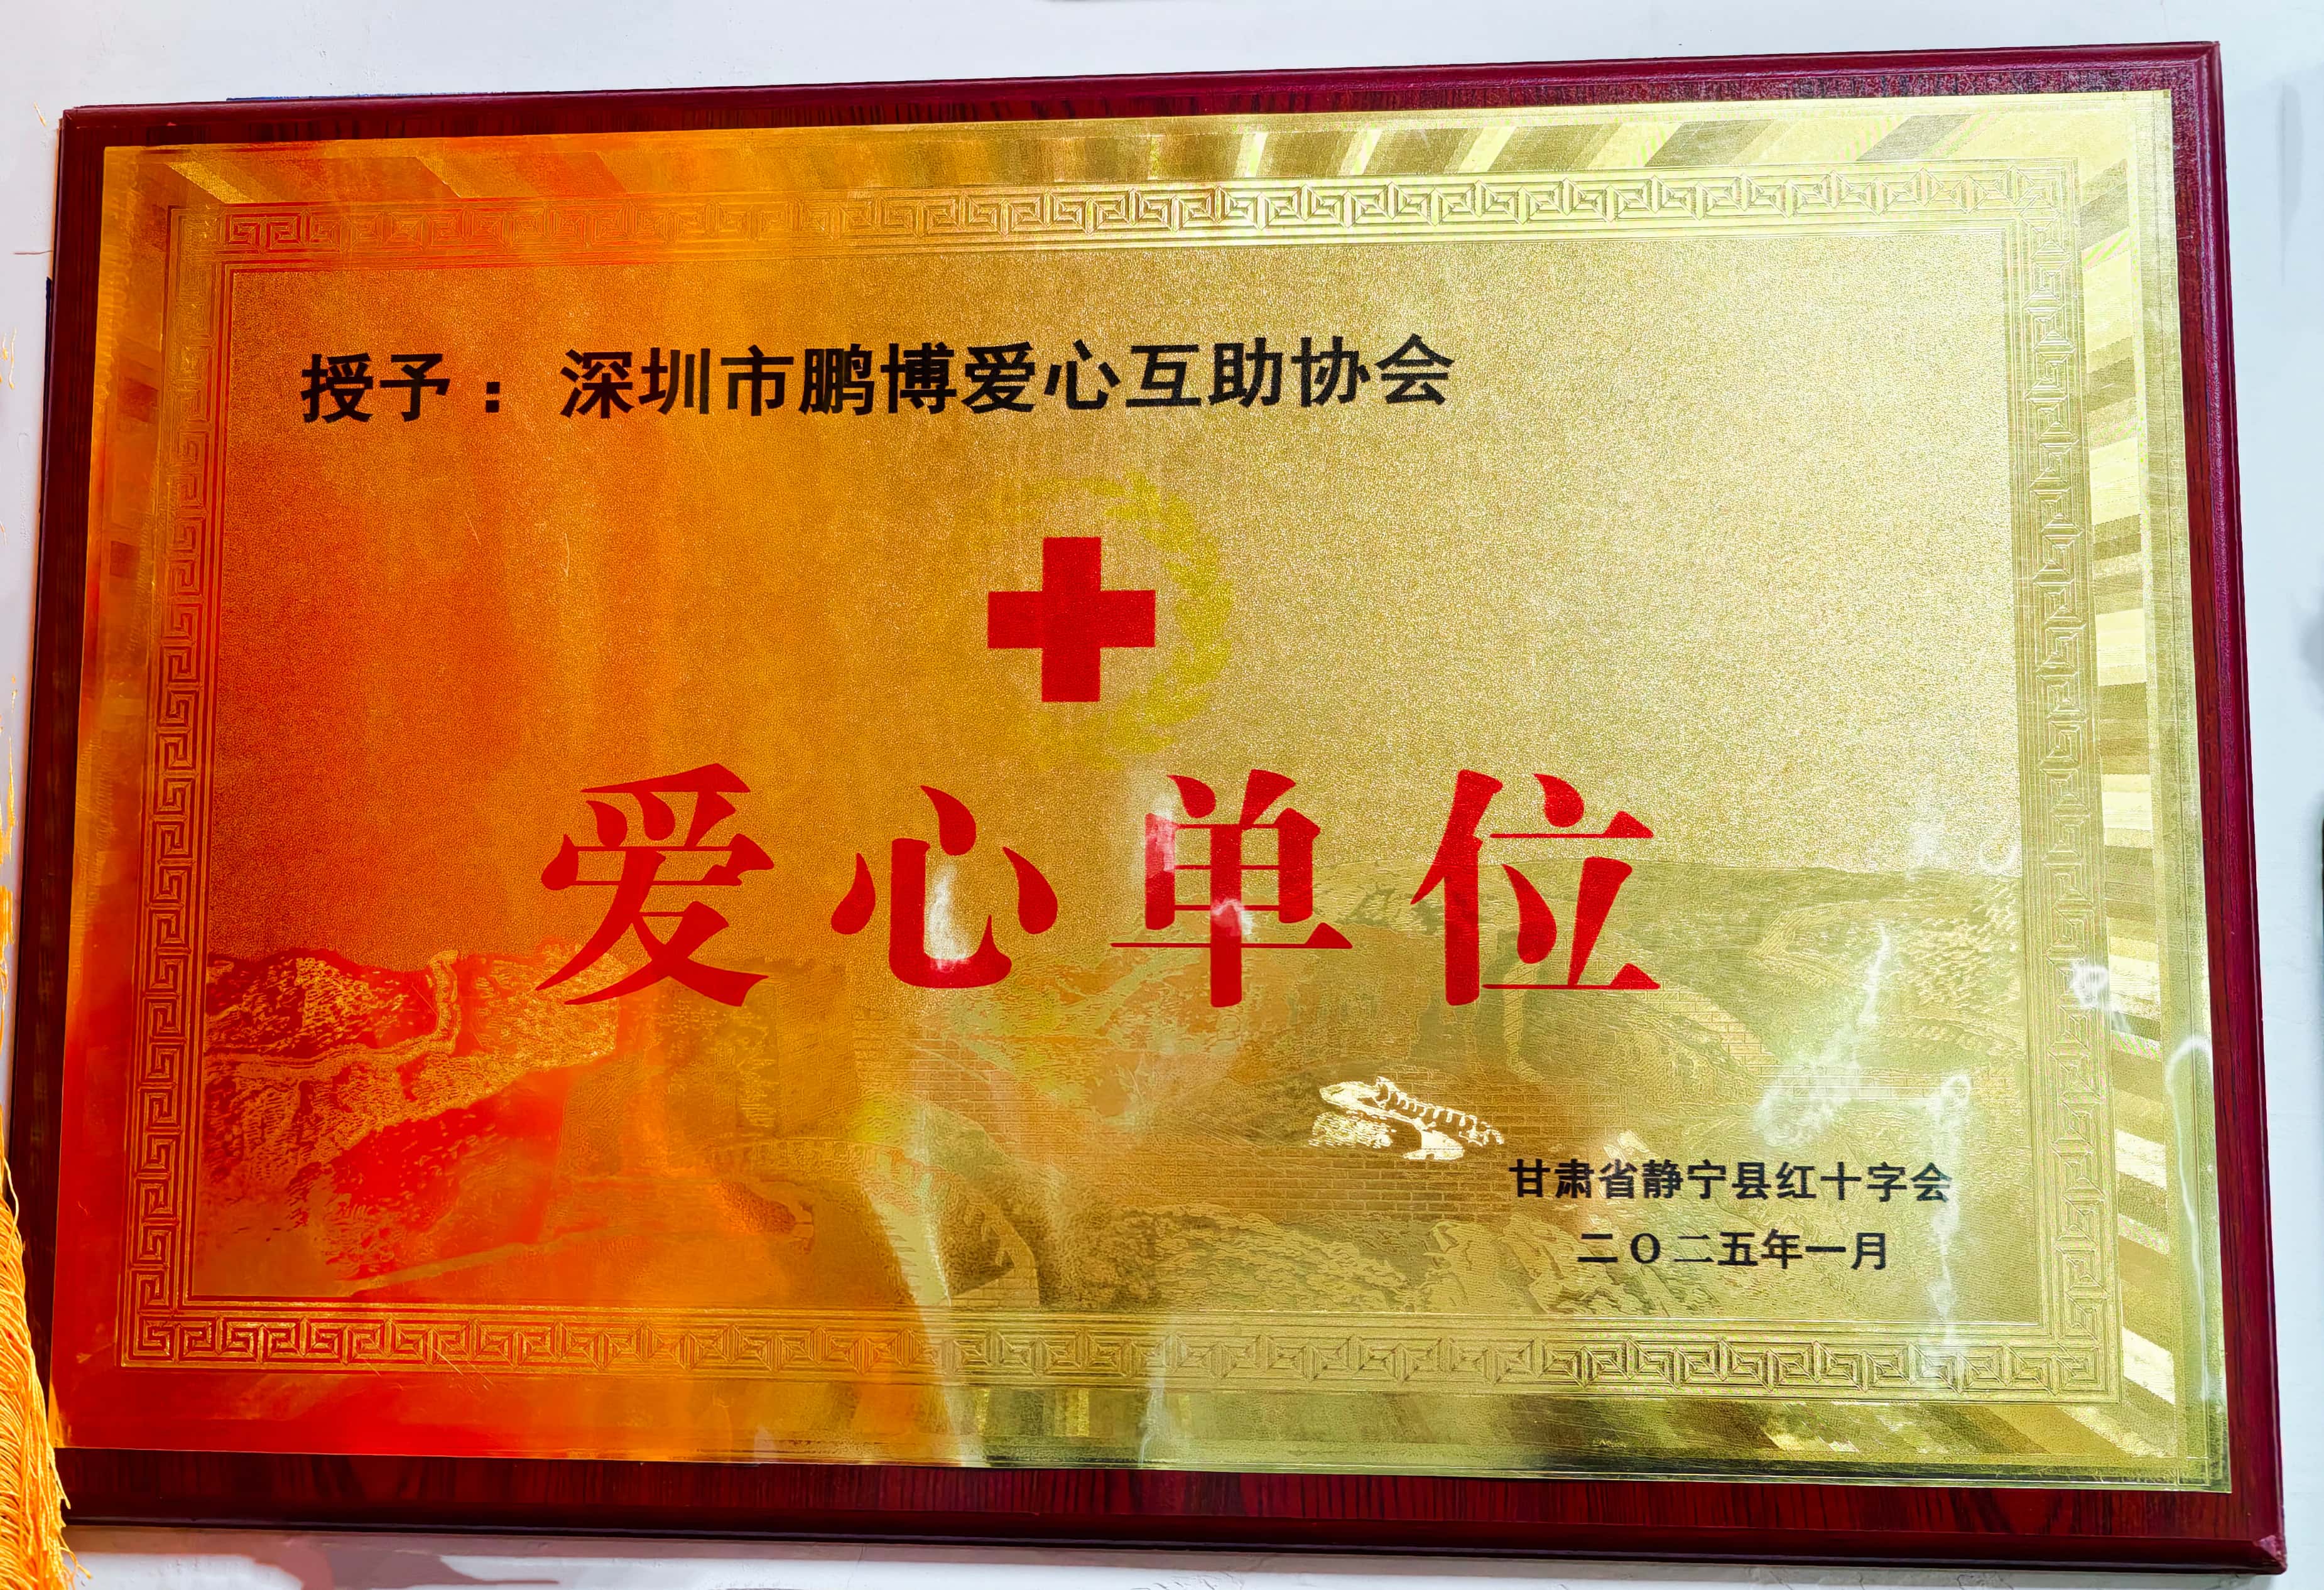 授予：深圳市鹏博爱心互助协会
爱心单位
甘肃省静宁县红十字会
二〇二五年一月